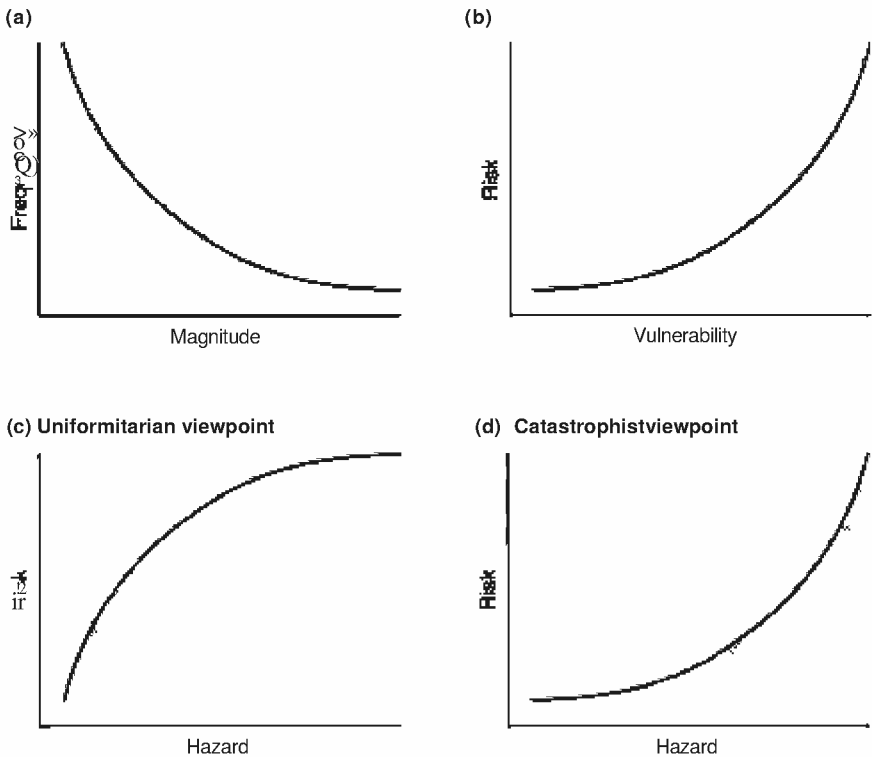 (a)
(b)
Magnitude
Risk
Vulnerability
(c) Uniformitarian viewpoint
(d) Catastrophistviewpoint
Hazard
Risk
Hazard